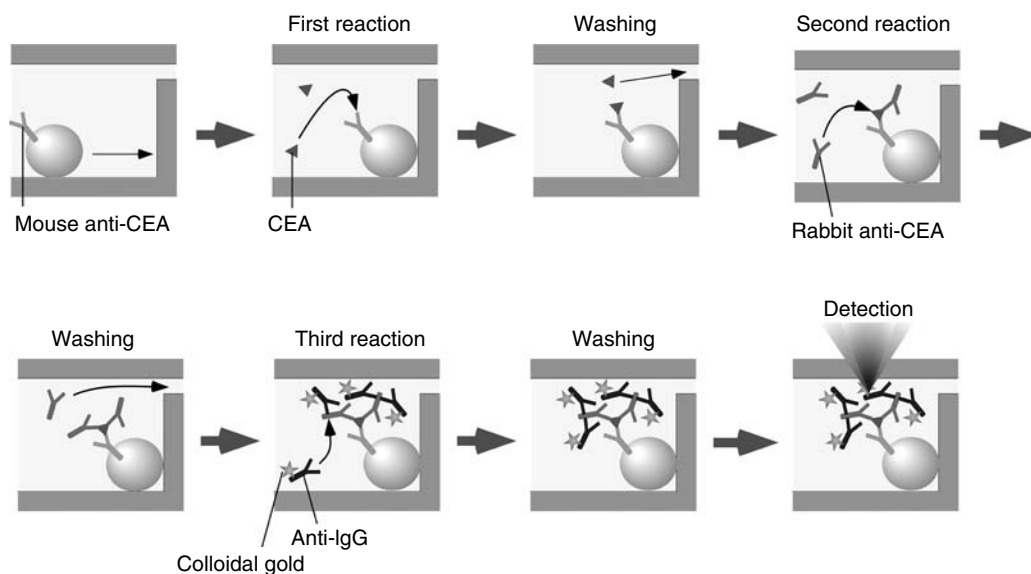 First reaction
Washing
Second reaction
Mouse anti-CEA
CEA
Rabbit anti-CEA
Washing
Third reaction
Washing
Detection
Anti-IgG
Colloidal gold